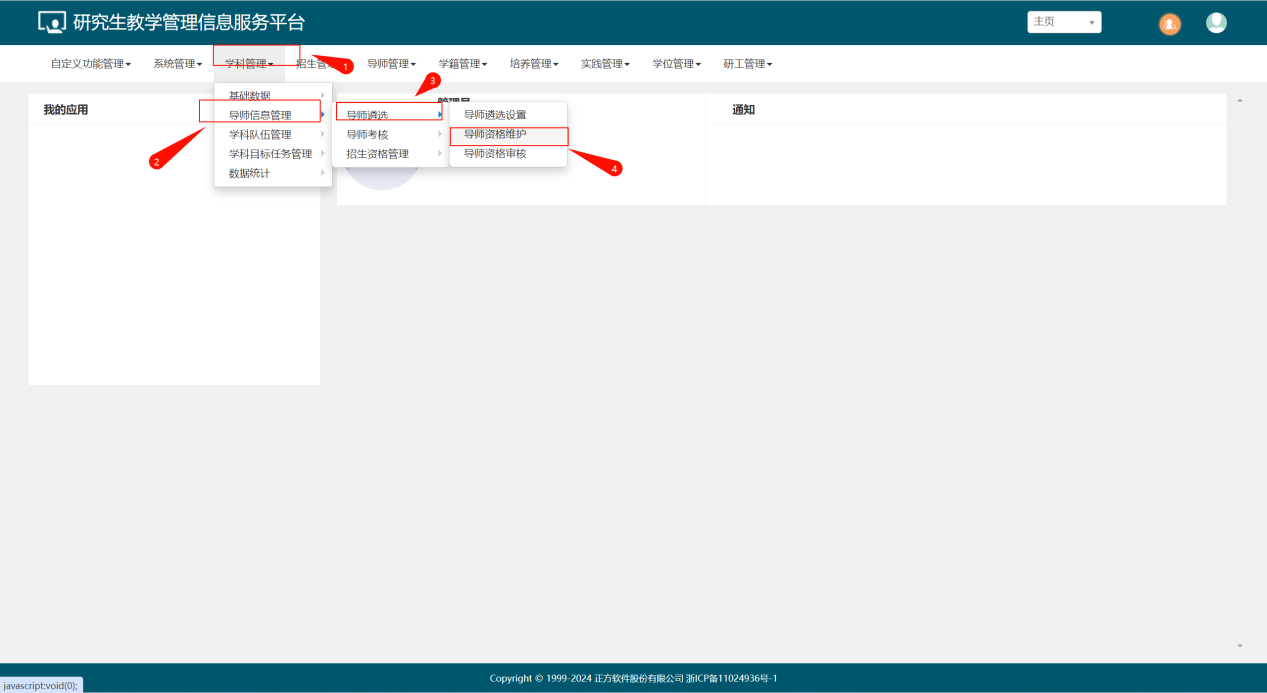 研究生教学管理信息服务平台
主页
自定义功能管理 系统管理 学科管理 招生管 导师管理 学籍管理 培养管理 实践管理 学位管理 研工管理
1
3
2
4
我的应用
基础数据
导师信息管理
学科队伍管理
学科目标任务管理
数据统计
导师遴选
导师考核
招生资格管理
管理员
导师遴选设置
导师资格维护
导师资格审核
通知
Copyright © 1999-2024 正方软件股份有限公司 浙ICP备11024936号-1
javascript:void(0);